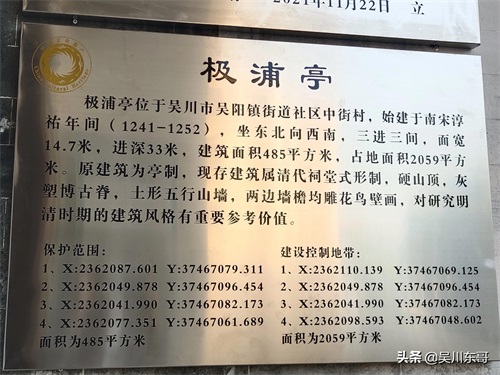 2021年11月22日 立
极浦亭
极浦亭位于吴川市吴阳镇街道社区中街村，始建于南宋淳
祐年间（1241-1252），坐东北向西南，三进三间，面宽
14.7米，进深33米，建筑面积485平方米，占地面积2059平方
米。原建筑为亭制，现存建筑属清代祠堂式形制，硬山顶，灰
塑博古脊，土形五行山墙，两边墙檐均雕花鸟壁画，对研究明
清时期的建筑风格有重要参考价值。
保护范围：
1、X:2362087.601 Y:37467079.311
2、X:2362049.878 Y:37467096.454
3、X:2362041.990 Y:37467082.173
4、X:2362077.351 Y:37467061.689
面积为485平方米
建设控制地带：
1、X:2362110.139 Y:37467069.125
2、X:2362049.878 Y:37467096.454
3、X:2362041.990 Y:37467082.173
4、X:2362098.593 Y:37467048.602
面积为2059平方米
头条 @吴川东哥